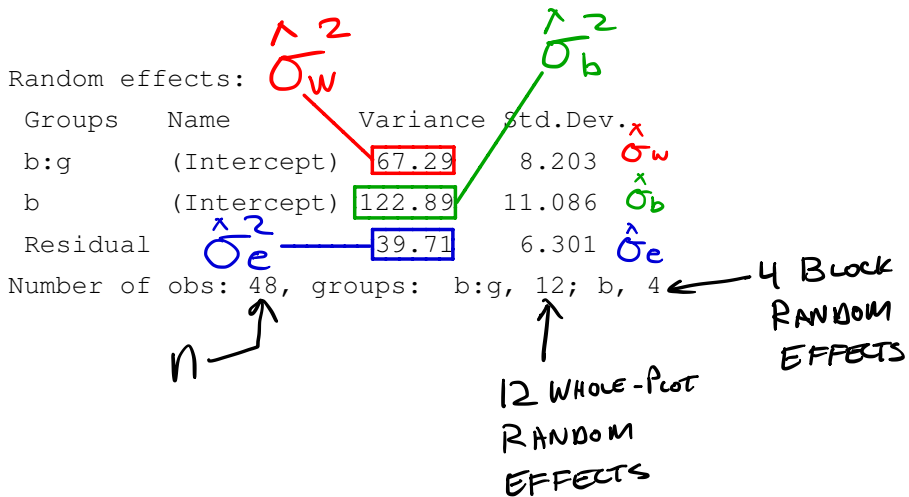 σ̂²w
σ̂²b
Random effects:
Groups Name Variance Std.Dev.
b:g (Intercept) 67.29 8.203 σ̂w
b (Intercept) 122.89 11.086 σ̂b
Residual σ̂²e 39.71 6.301 σ̂e
Number of obs: 48, groups: b:g, 12; b, 4
4 BLOCK
RANDOM
EFFECTS
n
12 WHOLE-PLOT
RANDOM
EFFECTS